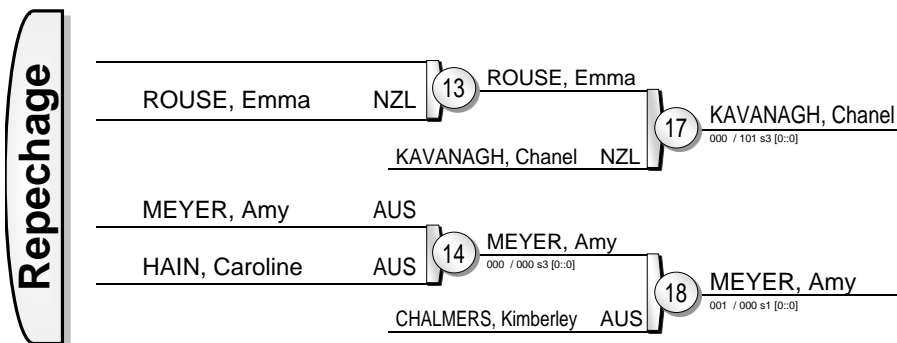 Repechage
ROUSE, Emma NZL
13
ROUSE, Emma
KAVANAGH, Chanel NZL
17
KAVANAGH, Chanel
000 / 101 s3 [0::0]
MEYER, Amy AUS
HAIN, Caroline AUS
14
MEYER, Amy
000 / 000 s3 [0::0]
CHALMERS, Kimberley AUS
18
MEYER, Amy
001 / 000 s1 [0::0]